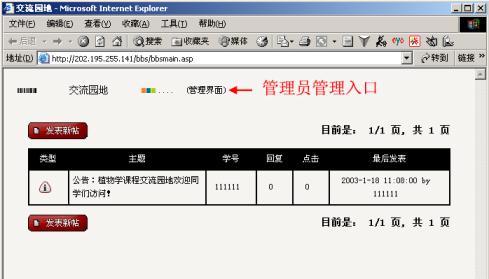 交流园地 - Microsoft Internet Explorer
文件(F) 编辑(E) 查看(V) 收藏(A) 工具(T) 帮助(H)
后退 搜索 收藏夹 媒体
地址(D) http://202.195.255.141/bbs/bbsmain.asp 转到 链接 »
交流园地 .... (管理界面) 管理员管理入口
发表新帖 目前是： 1/1 页, 共 1 页
类型 主题 学号 回复 点击 最后发表
公告：植物学课程交流园地欢迎同学们访问! 111111 0 0 2003-1-18 11:08:00 by 111111
发表新帖 目前是： 1/1 页, 共 1 页